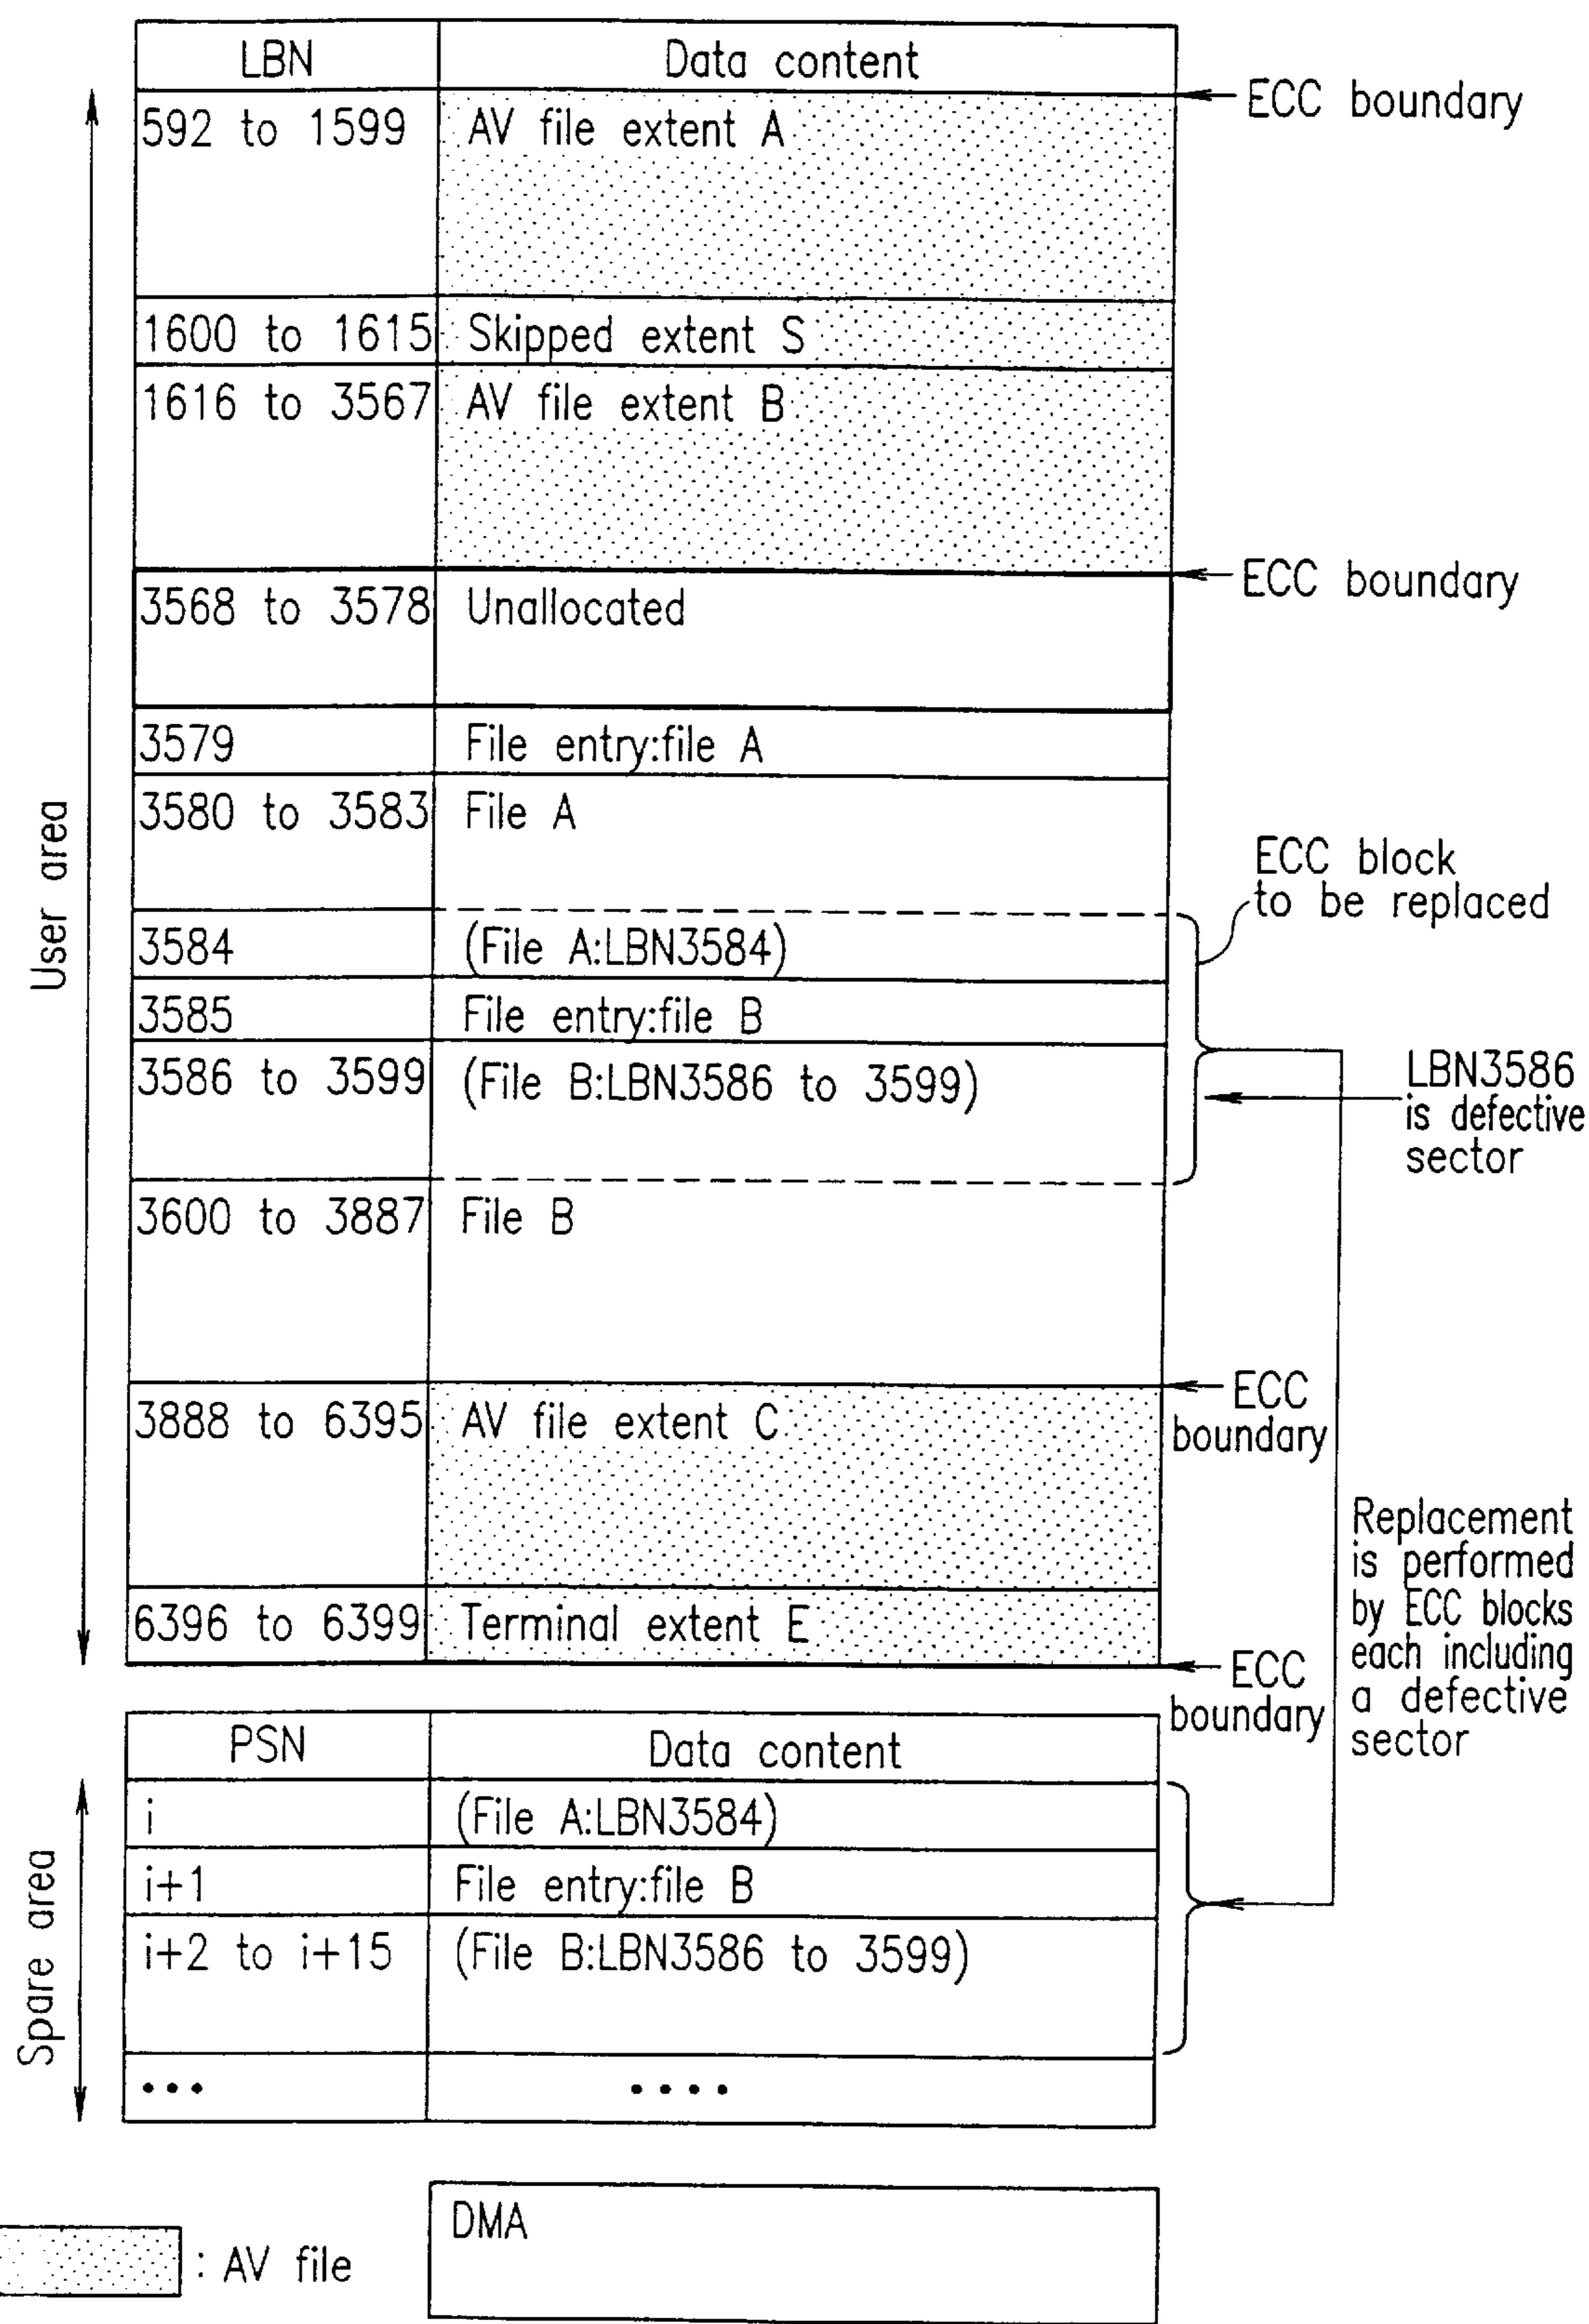 LBN Data content
592 to 1599 AV file extent A
ECC boundary
1600 to 1615 Skipped extent S
1616 to 3567 AV file extent B
ECC boundary
3568 to 3578 Unallocated
3579 File entry:file A
3580 to 3583 File A
ECC block
to be replaced
3584 (File A:LBN3584)
3585 File entry:file B
3586 to 3599 (File B:LBN3586 to 3599)
LBN3586
is defective
sector
3600 to 3887 File B
ECC
boundary
3888 to 6395 AV file extent C
6396 to 6399 Terminal extent E
ECC
boundary
Replacement
is performed
by ECC blocks
each including
a defective
sector
User area
PSN Data content
i (File A:LBN3584)
i+1 File entry:file B
i+2 to i+15 (File B:LBN3586 to 3599)
••• ••••
Spare area
DMA
: AV file